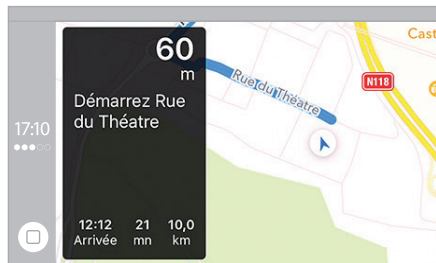 60
m
Démarrez Rue
du Théatre
17:10
12:12 21 10,0
Arrivée mn km
Rue du Théatre
N118
Cast